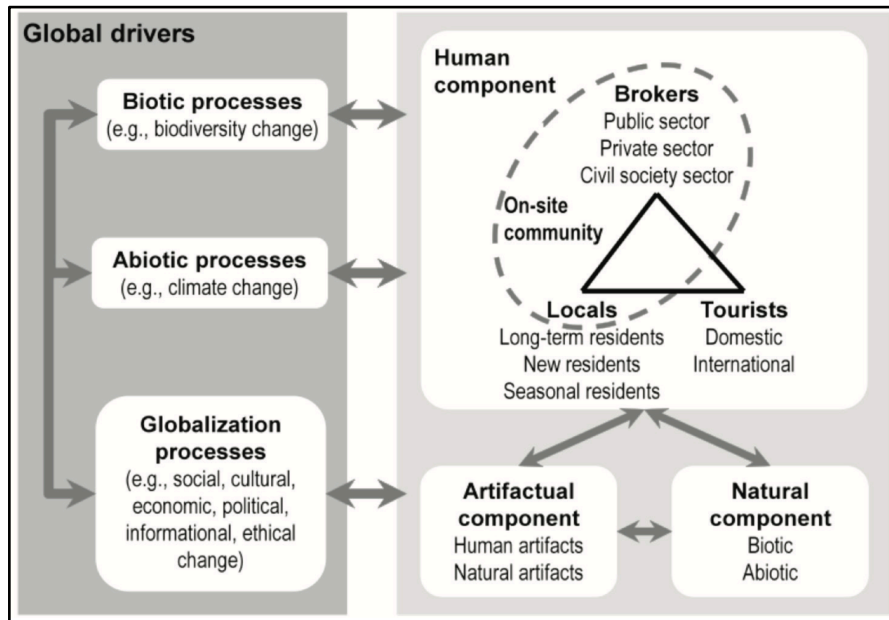 Global drivers
Biotic processes
(e.g., biodiversity change)
Abiotic processes
(e.g., climate change)
Globalization
processes
(e.g., social, cultural,
economic, political,
informational, ethical
change)
Human
component
Brokers
Public sector
Private sector
Civil society sector
On-site
community
Locals
Long-term residents
New residents
Seasonal residents
Tourists
Domestic
International
Artifactual
component
Human artifacts
Natural artifacts
Natural
component
Biotic
Abiotic